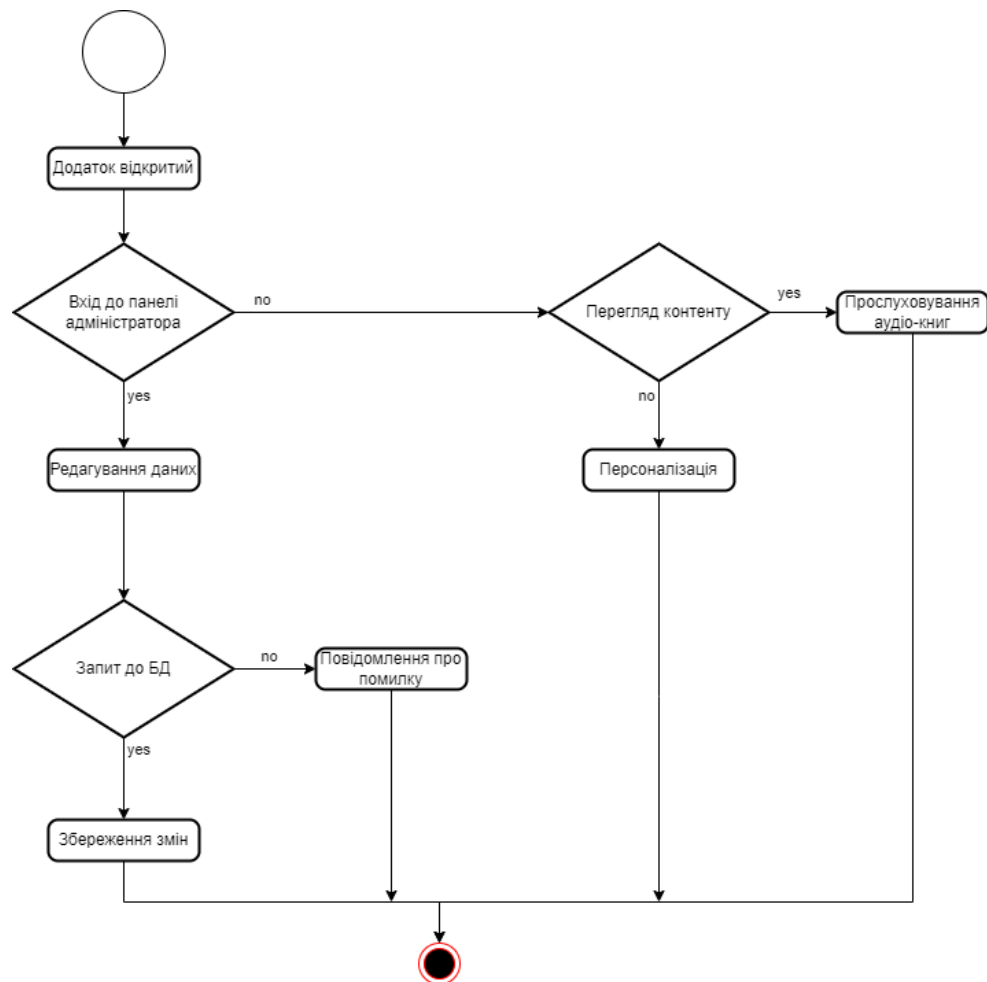 Додаток відкритий
Вхід до панелі
адміністратора
no
Перегляд контенту
yes
Прослуховування
аудіо-книг
yes
no
Редагування даних
Персоналізація
Запит до БД
no
Повідомлення про
помилку
yes
Збереження змін